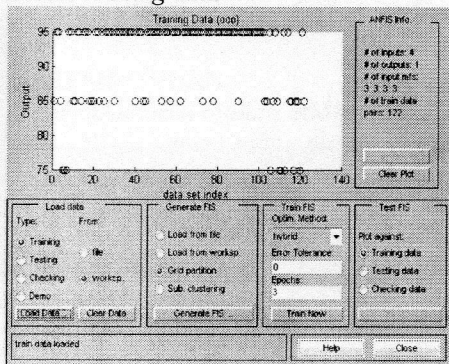 Training Data (ooo)
ANFIS Info.
95
90
85
80
75
Output
0
20
40
60
80
100
120
140
data set index
# of inputs: 4
# of outputs: 1
# of input mfs:
3 3 3 3
# of train data
pairs: 122
Clear Plot
Load data
Type:
From:
Training
Testing
Checking
Demo
file
worksp.
Load Data...
Clear Data
Generate FIS
Load from file
Load from worksp.
Grid partition
Sub. clustering
Generate FIS ...
Train FIS
Optim. Method:
hybrid
Error Tolerance:
0
Epochs:
3
Train Now
Test FIS
Plot against:
Training data
Testing data
Checking data
train data loaded
Help
Close